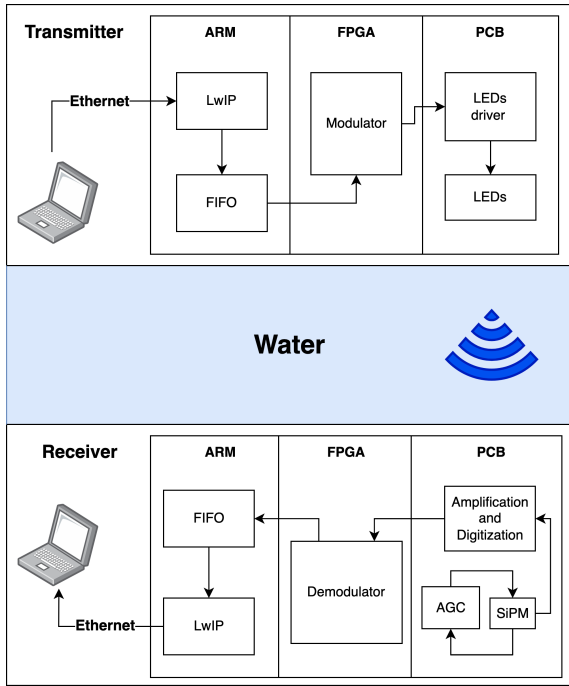 Transmitter
ARM
FPGA
PCB
Ethernet
LwIP
FIFO
Modulator
LEDs
driver
LEDs
Water
Receiver
ARM
FPGA
PCB
FIFO
LwIP
Ethernet
Demodulator
Amplification
and
Digitization
AGC
SiPM